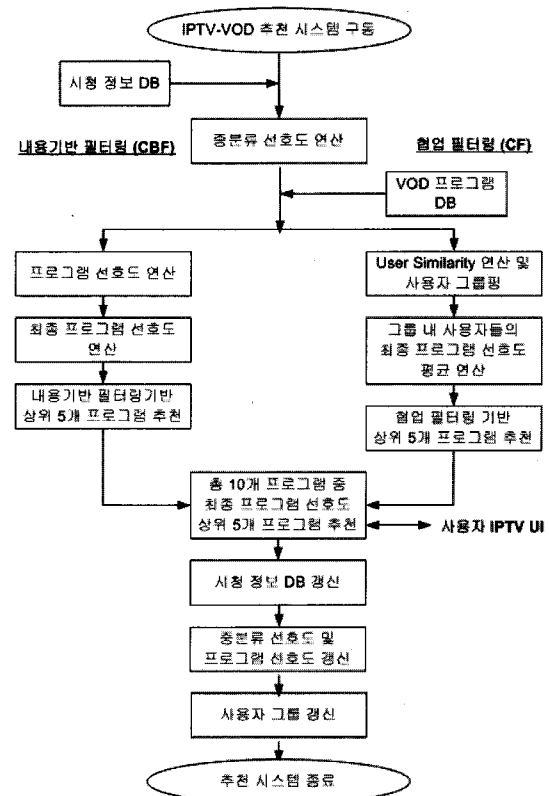 IPTV-VOD 추천 시스템 구동
시청 정보 DB
내용기반 필터링 (CBF)
중분류 선호도 연산
협업 필터링 (CF)
VOD 프로그램
DB
프로그램 선호도 연산
User Similarity 연산 및
사용자 그룹핑
최종 프로그램 선호도
연산
그룹 내 사용자들의
최종 프로그램 선호도
평균 연산
내용기반 필터링기반
상위 5개 프로그램 추천
협업 필터링 기반
상위 5개 프로그램 추천
총 10개 프로그램 중
최종 프로그램 선호도
상위 5개 프로그램 추천
사용자 IPTV UI
시청 정보 DB 갱신
중분류 선호도 및
프로그램 선호도 갱신
사용자 그룹 갱신
추천 시스템 종료